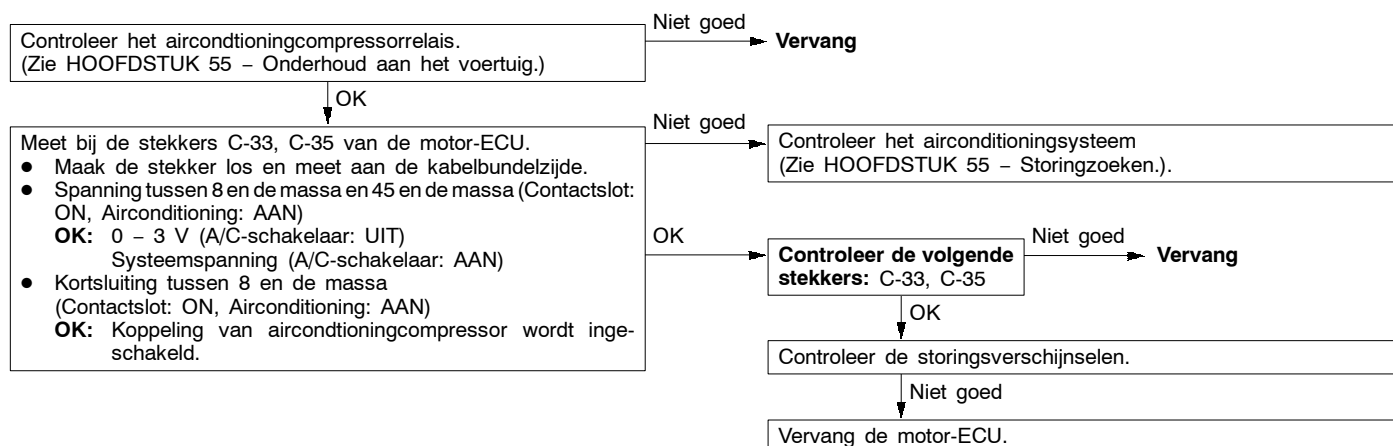 Controleer het aircondtioningcompressorrelais.
(Zie HOOFDSTUK 55 – Onderhoud aan het voertuig.)
Niet goed
Vervang
OK
Meet bij de stekkers C-33, C-35 van de motor-ECU.
● Maak de stekker los en meet aan de kabelbundelzijde.
● Spanning tussen 8 en de massa en 45 en de massa (Contactslot:
ON, Airconditioning: AAN)
OK: 0 – 3 V (A/C-schakelaar: UIT)
Systeemspanning (A/C-schakelaar: AAN)
● Kortsluiting tussen 8 en de massa
(Contactslot: ON, Airconditioning: AAN)
OK: Koppeling van aircondtioningcompressor wordt inge-
schakeld.
Niet goed
Controleer het airconditioningsysteem
(Zie HOOFDSTUK 55 – Storingzoeken.).
OK
Controleer de volgende
stekkers: C-33, C-35
Niet goed
Vervang
OK
Controleer de storingsverschijnselen.
Niet goed
Vervang de motor-ECU.